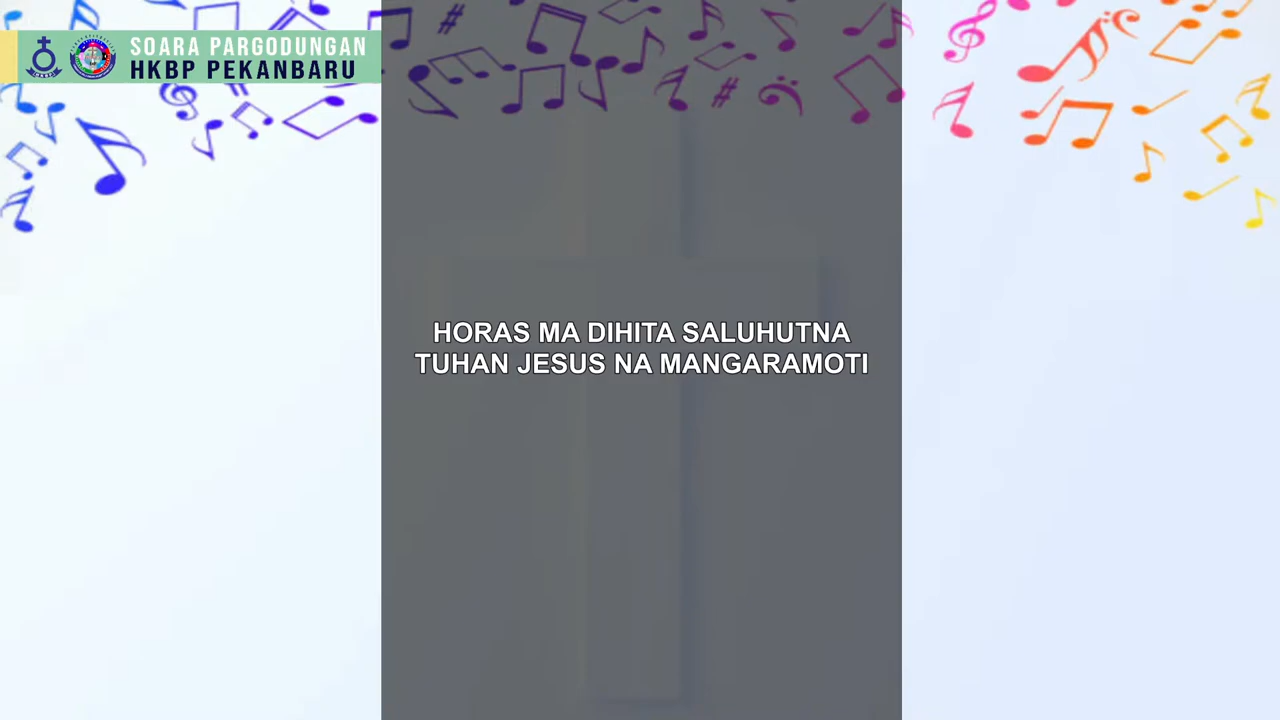 SOARA PARGODUNGAN
HKBP PEKANBARU
HORAS MA DIHITA SALUHUTNA
TUHAN JESUS NA MANGARAMOTI